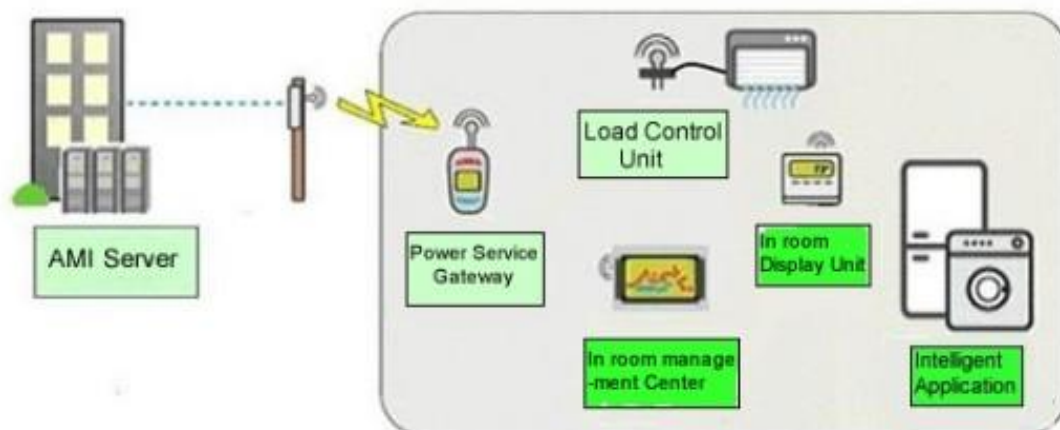 AMI Server
Power Service
Gateway
Load Control
Unit
In room
Display Unit
In room manage
-ment Center
Intelligent
Application